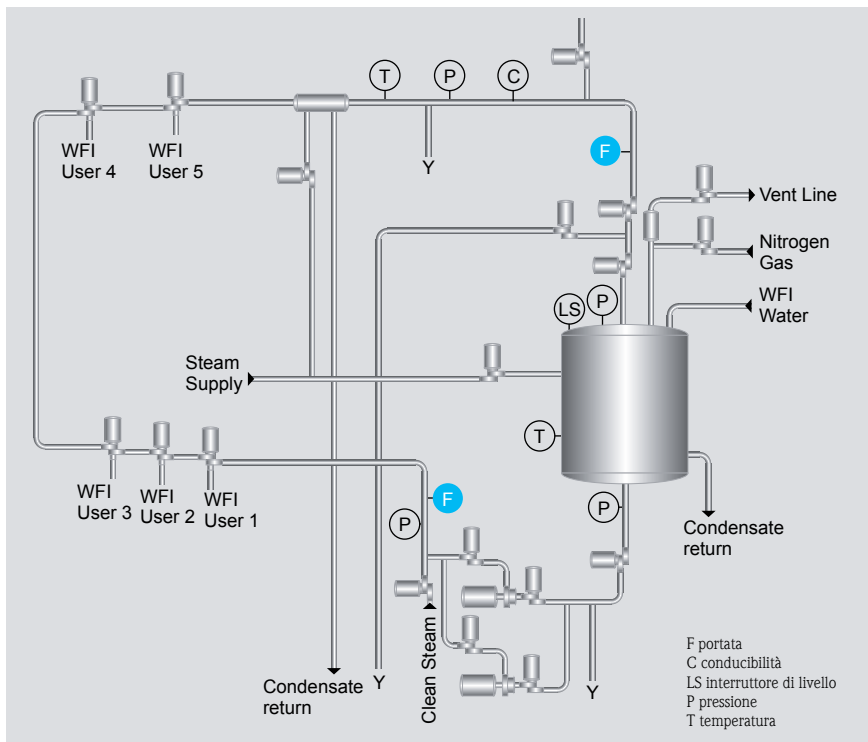 T
P
C
F
WFI
User 4
WFI
User 5
Y
Vent Line
Nitrogen
Gas
WFI
Water
LS
P
Steam
Supply
T
WFI
User 3
WFI
User 2
WFI
User 1
F
P
P
Condensate
return
Clean Steam
Condensate
return
Y
Y
F portata
C conducibilità
LS interruttore di livello
P pressione
T temperatura